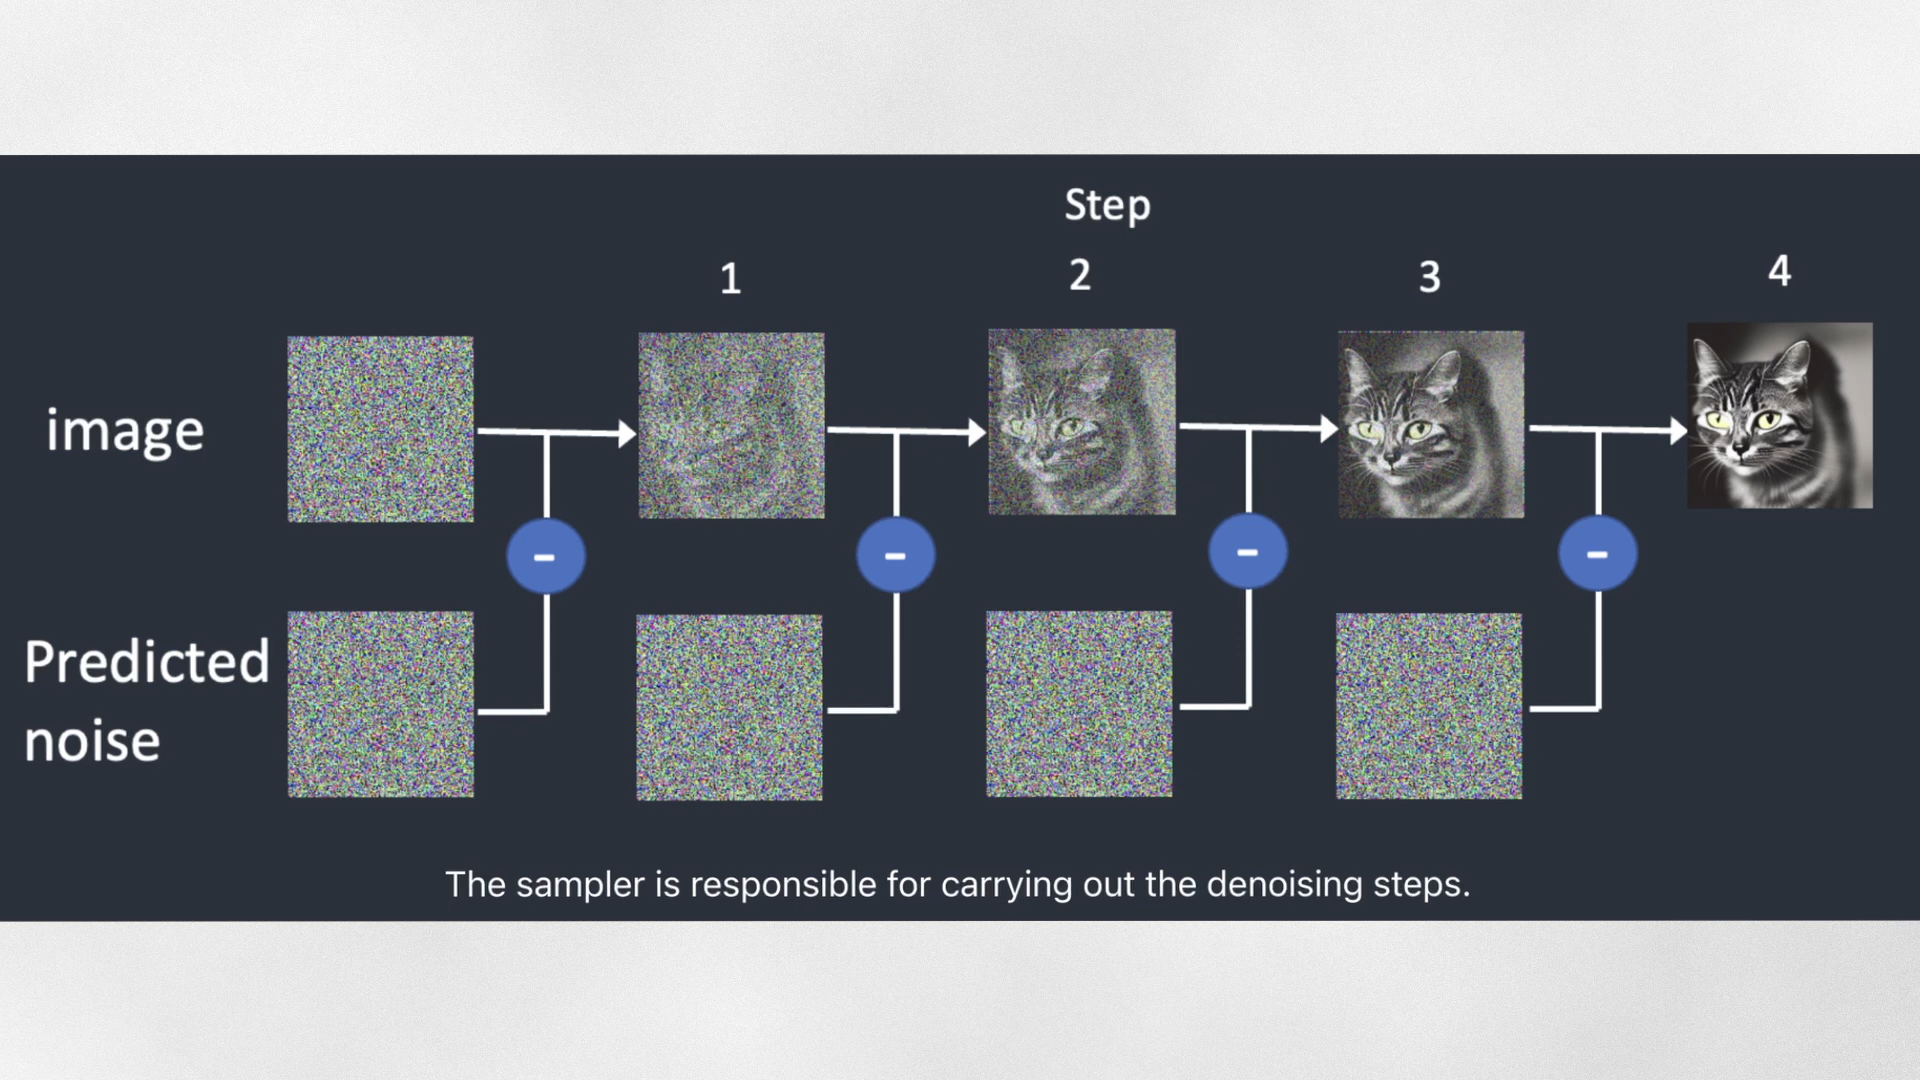 Step
1
2
3
4
image
-
-
-
-
Predicted
noise
The sampler is responsible for carrying out the denoising steps.